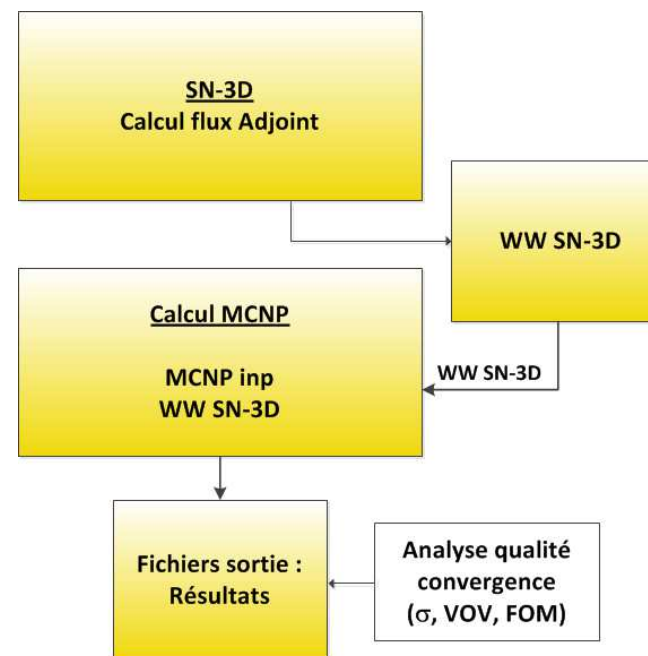 SN-3D
Calcul flux Adjoint
WW SN-3D
Calcul MCNP
MCNP inp
WW SN-3D
WW SN-3D
Fichiers sortie :
Résultats
Analyse qualité
convergence
(σ, VOV, FOM)